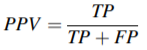 PPV = TP / (TP + FP)